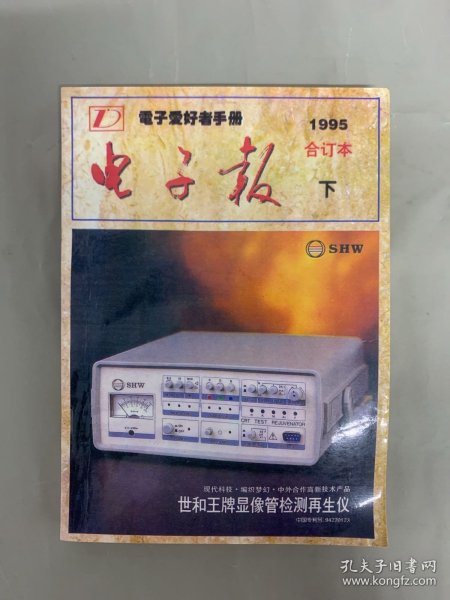 電子愛好者手册
1995
合订本
电子报
下
SHW
SHW
CRT TEST REJUVENATOR
现代科技·编织梦幻·中外合作高新技术产品
世和王牌显像管检测再生仪
孔夫子旧书网
www.kongfz.com